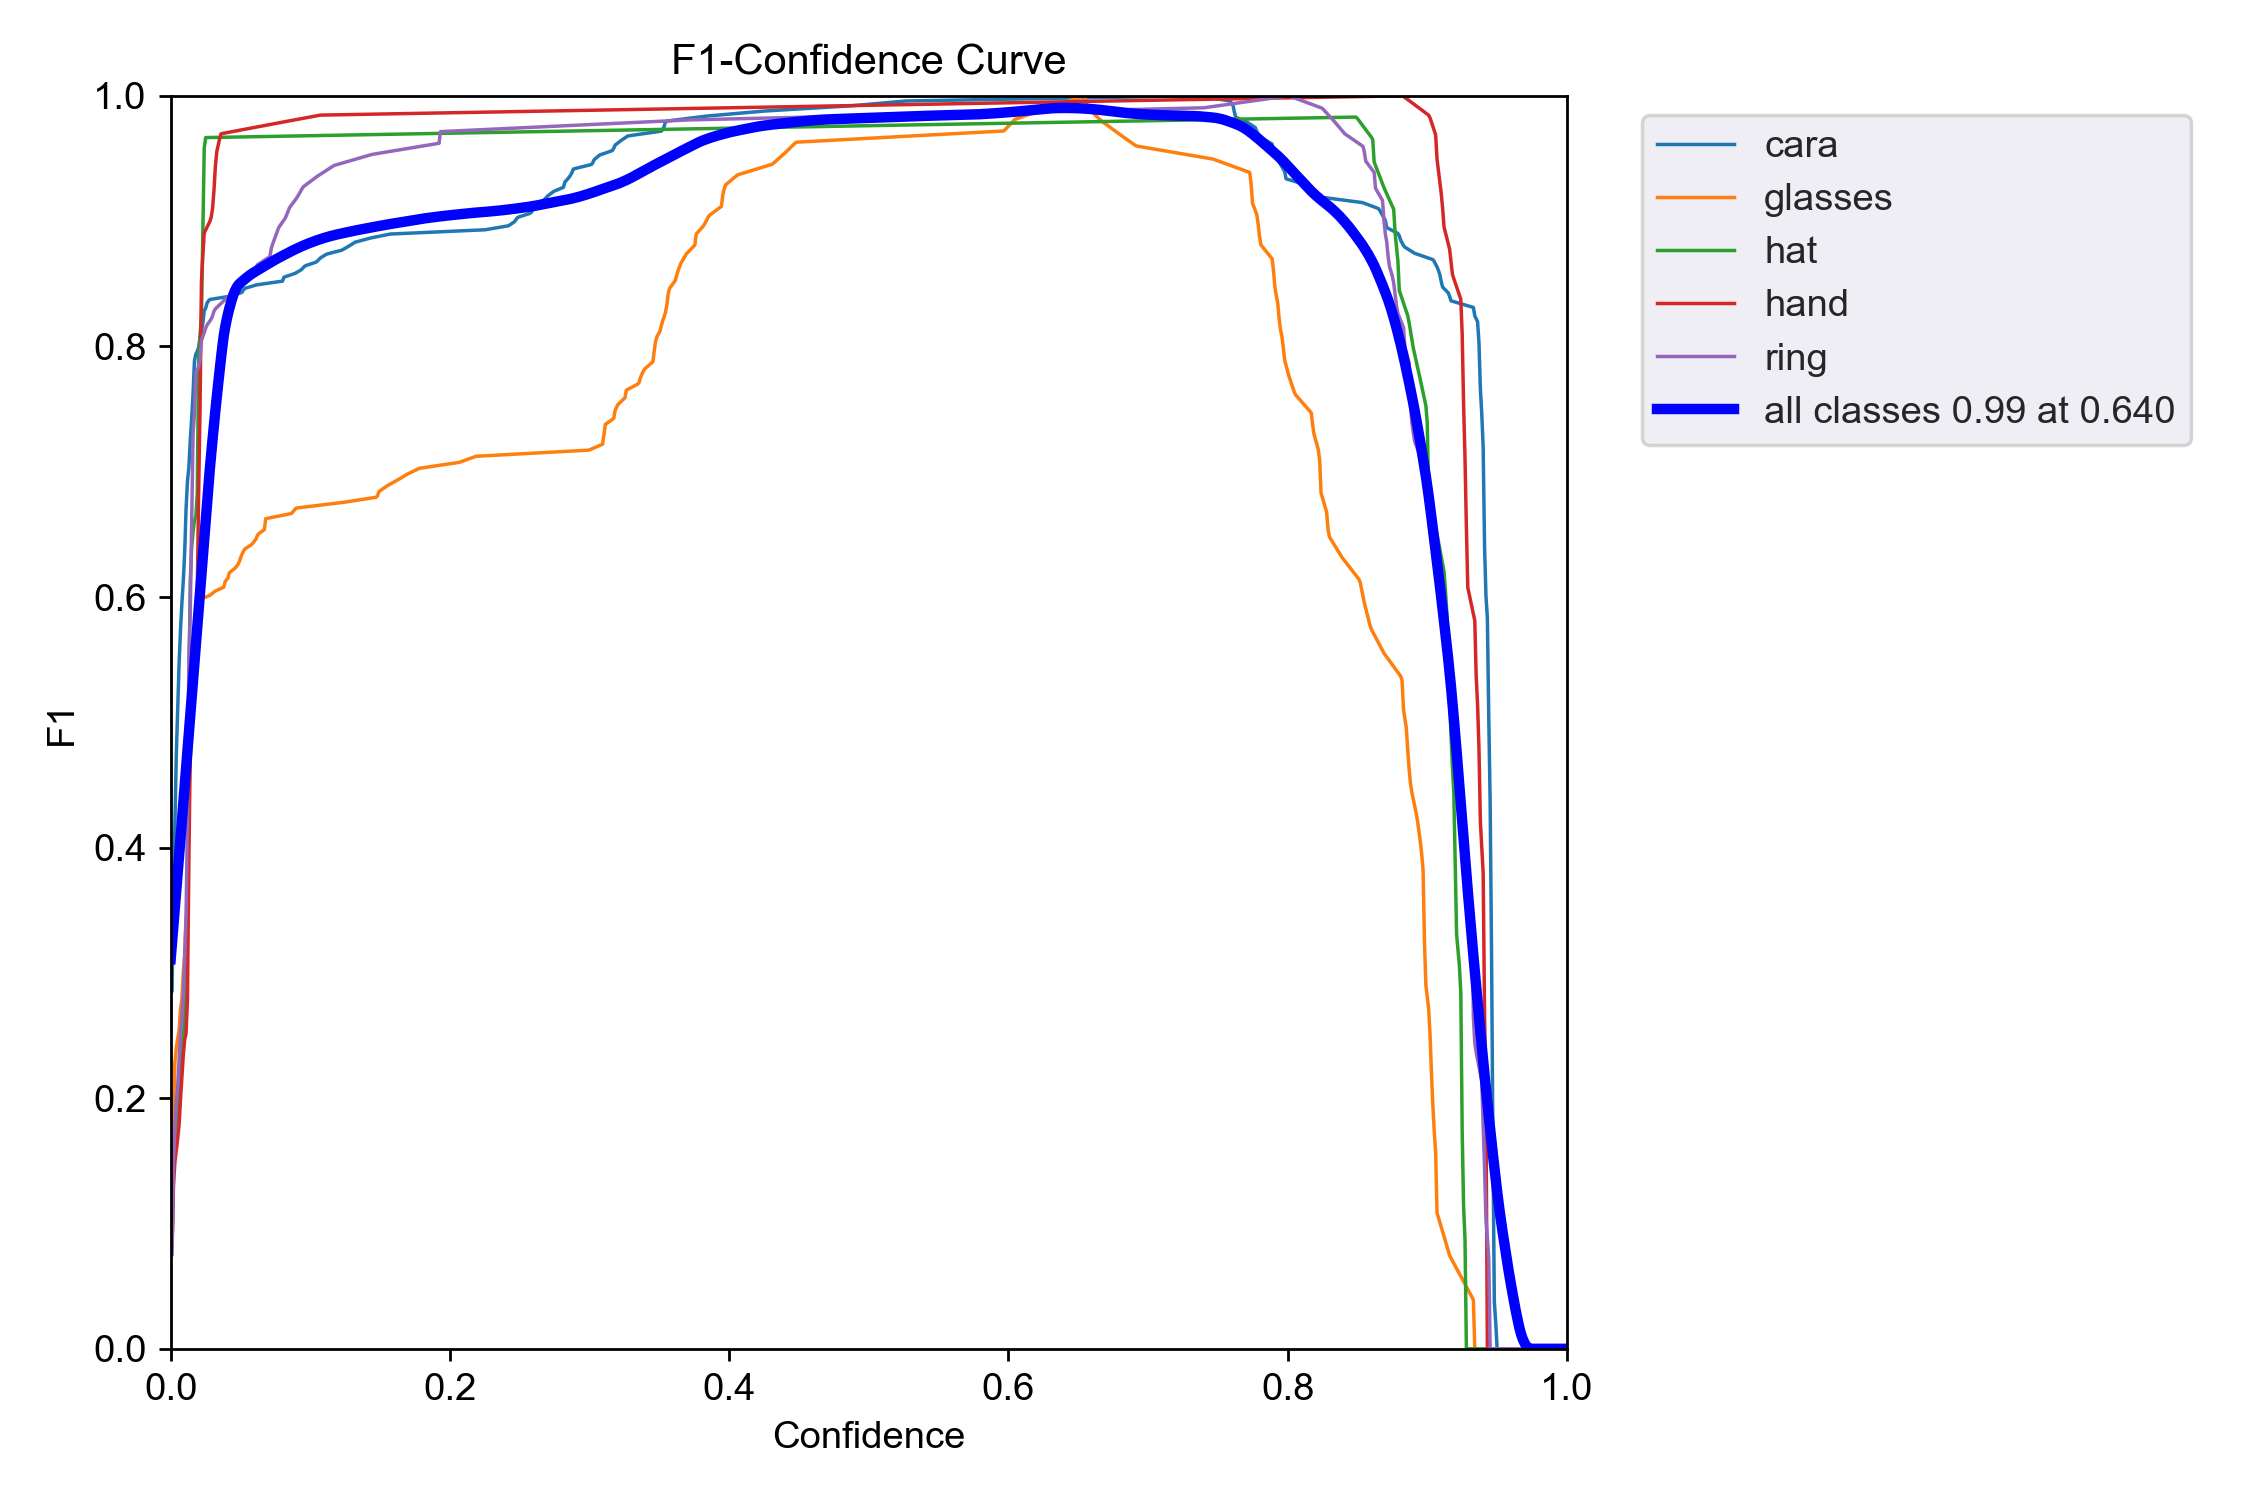 F1-Confidence Curve
1.0
0.8
0.6
0.4
0.2
0.0
F1
0.0 0.2 0.4 0.6 0.8 1.0
Confidence
cara
glasses
hat
hand
ring
all classes 0.99 at 0.640